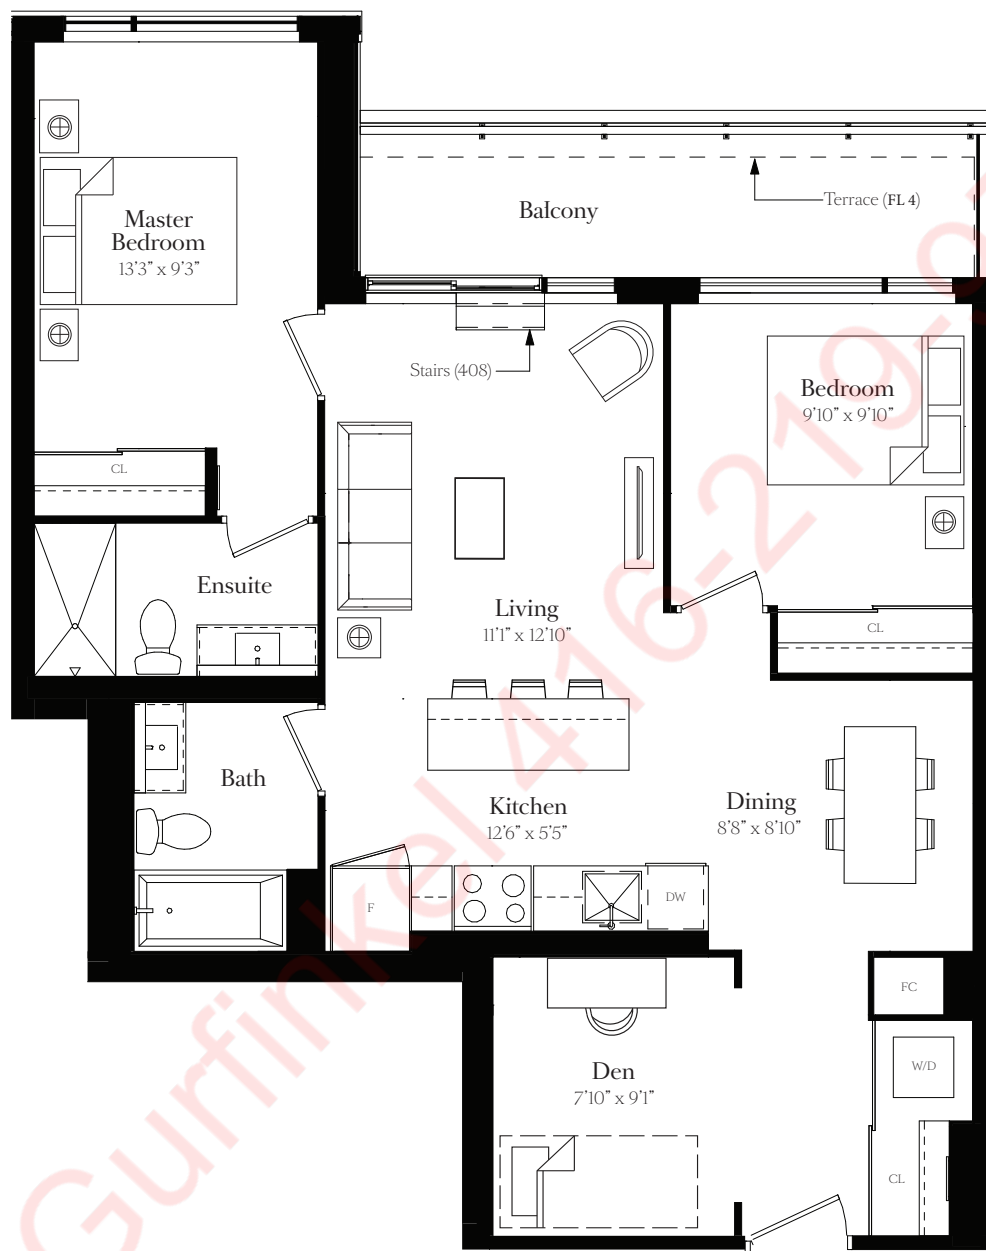 Balcony
Terrace (FL 4)
Master
Bedroom
13'3" x 9'3"
Stairs (408)
Bedroom
9'10" x 9'10"
CL
Ensuite
Living
11'1" x 12'10"
CL
Bath
Kitchen
12'6" x 5'5"
Dining
8'8" x 8'10"
F
DW
FC
Den
7'10" x 9'1"
W/D
CL
Gurfinkel 416-219-